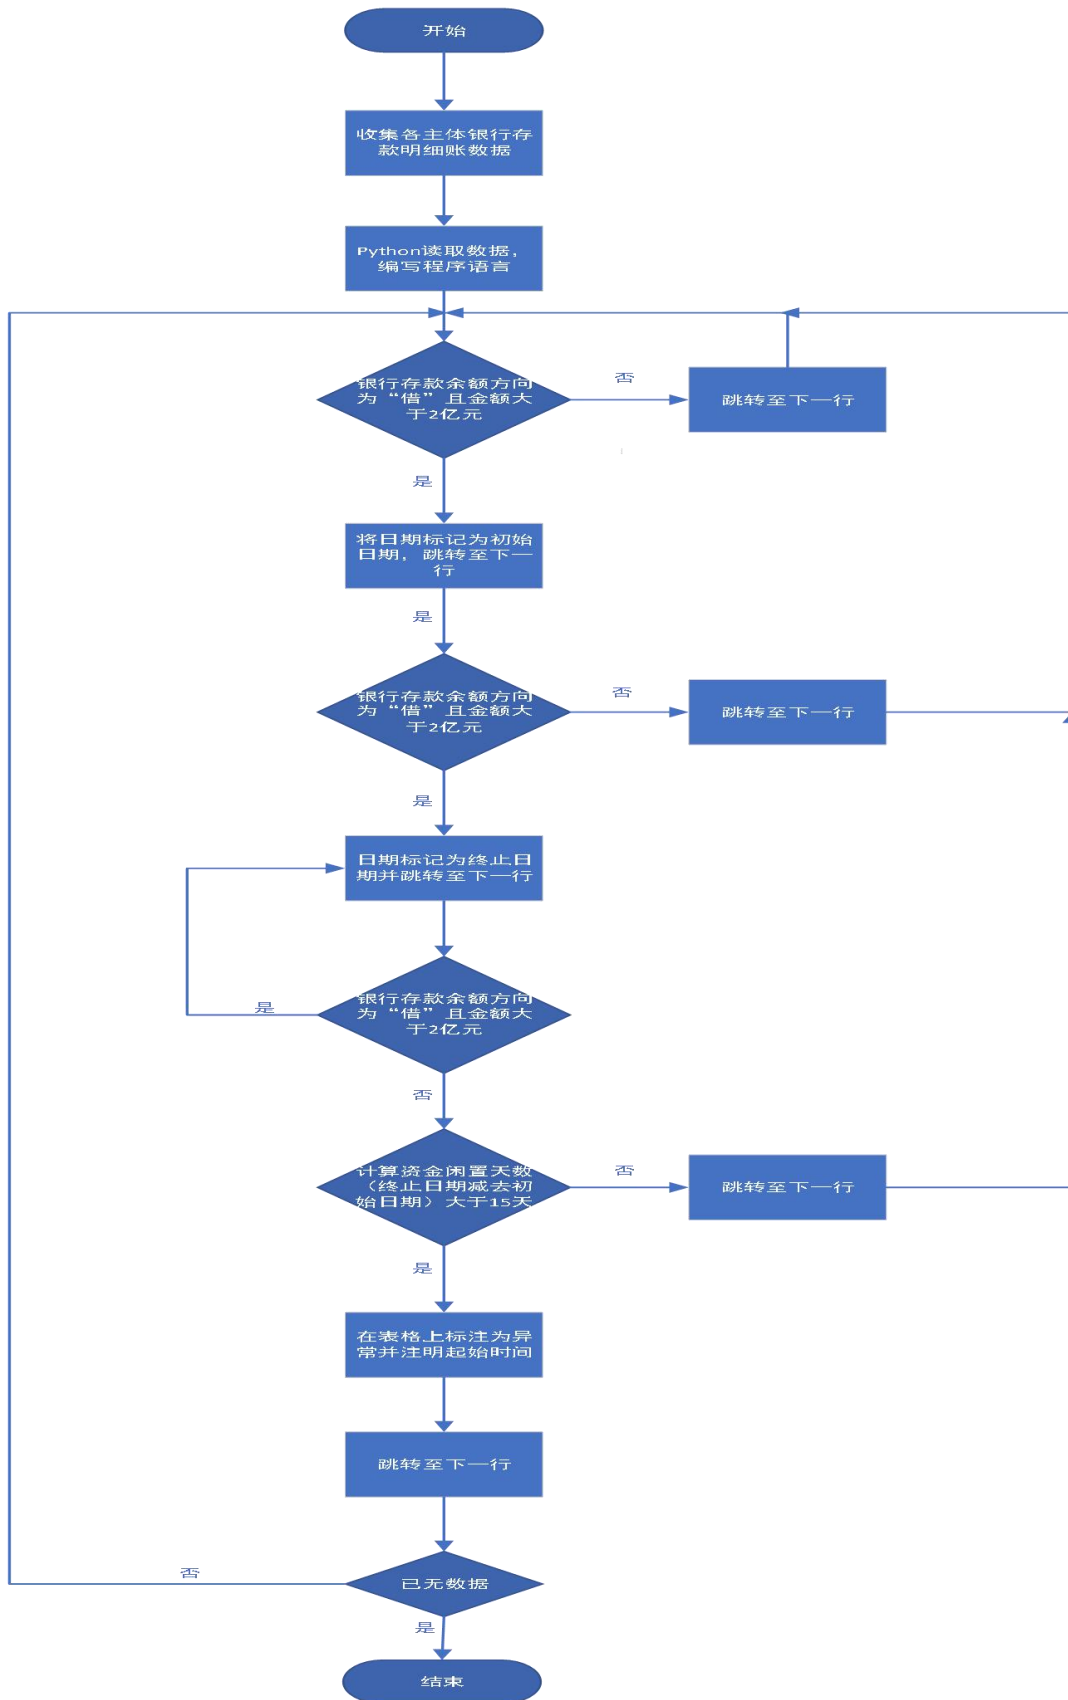 开始
收集各主体银行存
款明细账数据
Python读取数据，
编写程序语言
银行存款余额方向
为“借”且金额大
于2亿元
否
跳转至下一行
是
将日期标记为初始
日期，跳转至下一
行
是
银行存款余额方向
为“借”且金额大
于2亿元
否
跳转至下一行
是
日期标记为终止日
期并跳转至下一行
银行存款余额方向
为“借”且金额大
于2亿元
是
否
计算资金闲置天数
（终止日期减去初
始日期）大于15天
否
跳转至下一行
是
在表格上标注为异
常并注明起始时间
跳转至下一行
已无数据
否
是
结束